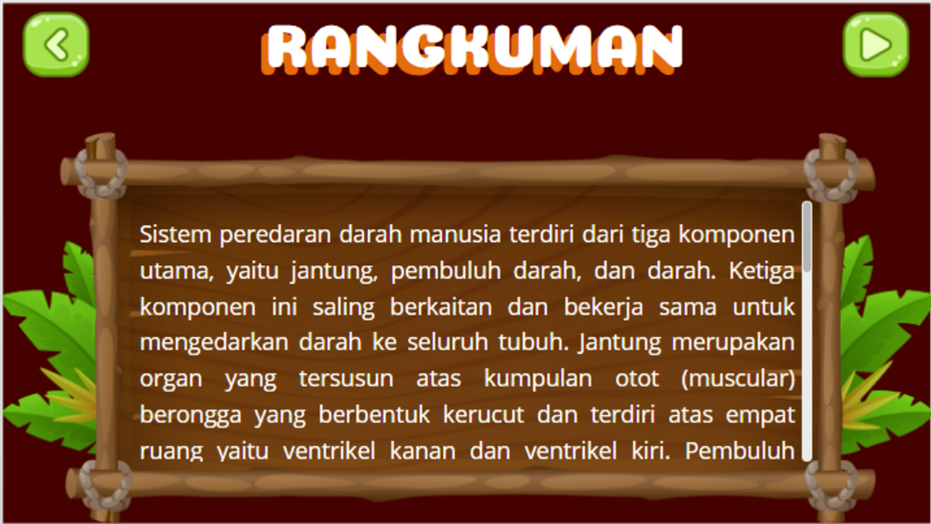 RANGKUMAN
Sistem peredaran darah manusia terdiri dari tiga komponen
utama, yaitu jantung, pembuluh darah, dan darah. Ketiga
komponen ini saling berkaitan dan bekerja sama untuk
mengedarkan darah ke seluruh tubuh. Jantung merupakan
organ yang tersusun atas kumpulan otot (muscular)
berongga yang berbentuk kerucut dan terdiri atas empat
ruang yaitu ventrikel kanan dan ventrikel kiri. Pembuluh